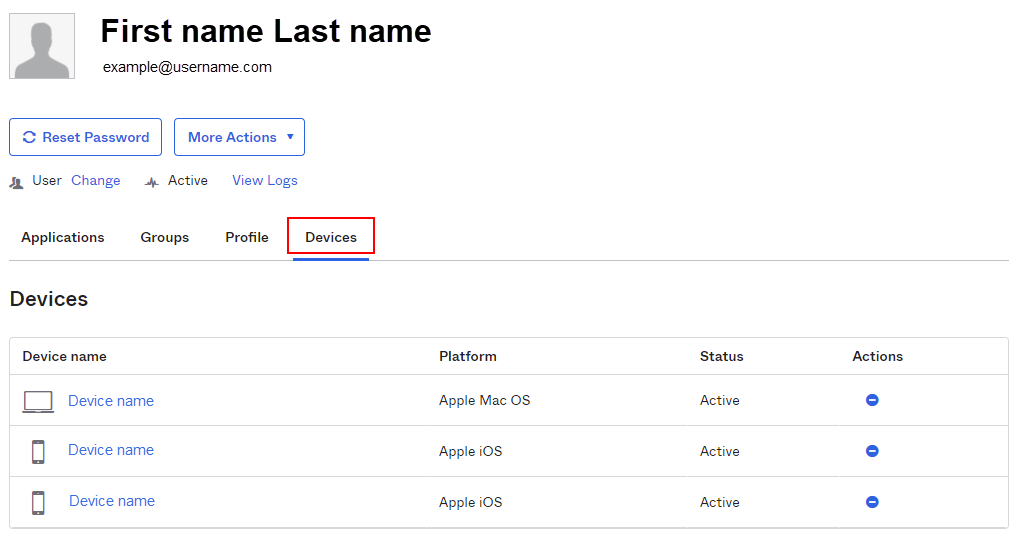 First name Last name
example@username.com
Reset Password More Actions
User Change Active View Logs
Applications Groups Profile Devices
Devices
Device name Platform Status Actions
Device name Apple Mac OS Active
Device name Apple iOS Active
Device name Apple iOS Active